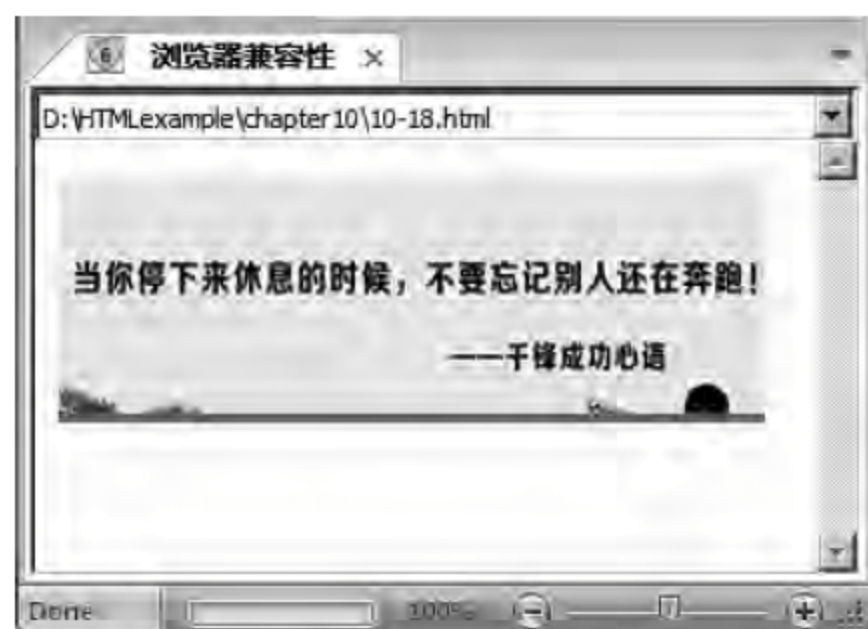 6 浏览器兼容性
D:\HTMLexample\chapter10\10-18.html
当你停下来休息的时候，不要忘记别人还在奔跑！
——千锋成功心语
Done 100%